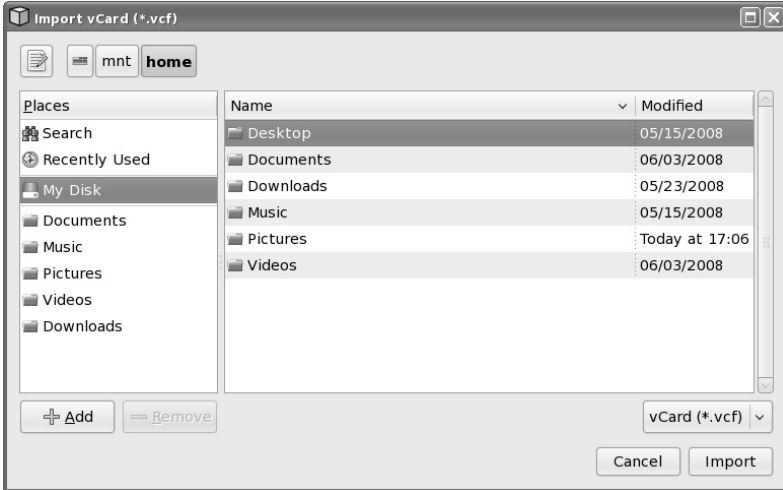 Import vCard (*.vcf)
mnt home
Places
Search
Recently Used
My Disk
Documents
Music
Pictures
Videos
Downloads
Name Modified
Desktop 05/15/2008
Documents 06/03/2008
Downloads 05/23/2008
Music 05/15/2008
Pictures Today at 17:06
Videos 06/03/2008
Add Remove
vCard (*.vcf)
Cancel Import